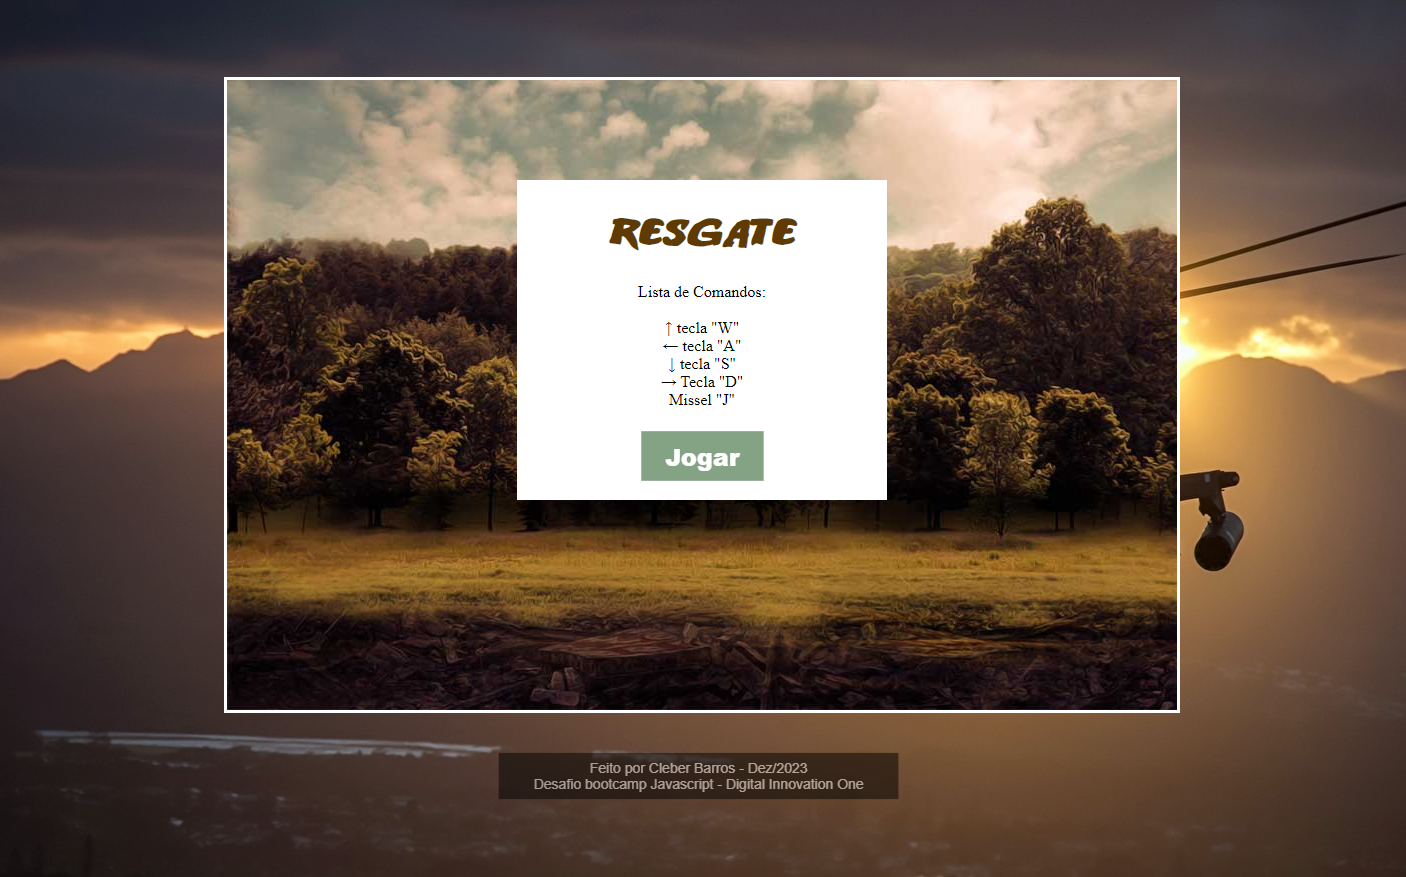 RESGATE
Lista de Comandos:
↑ tecla "W"
← tecla "A"
↓ tecla "S"
→ Tecla "D"
Missel "J"
Jogar
Feito por Cleber Barros - Dez/2023
Desafio bootcamp Javascript - Digital Innovation One